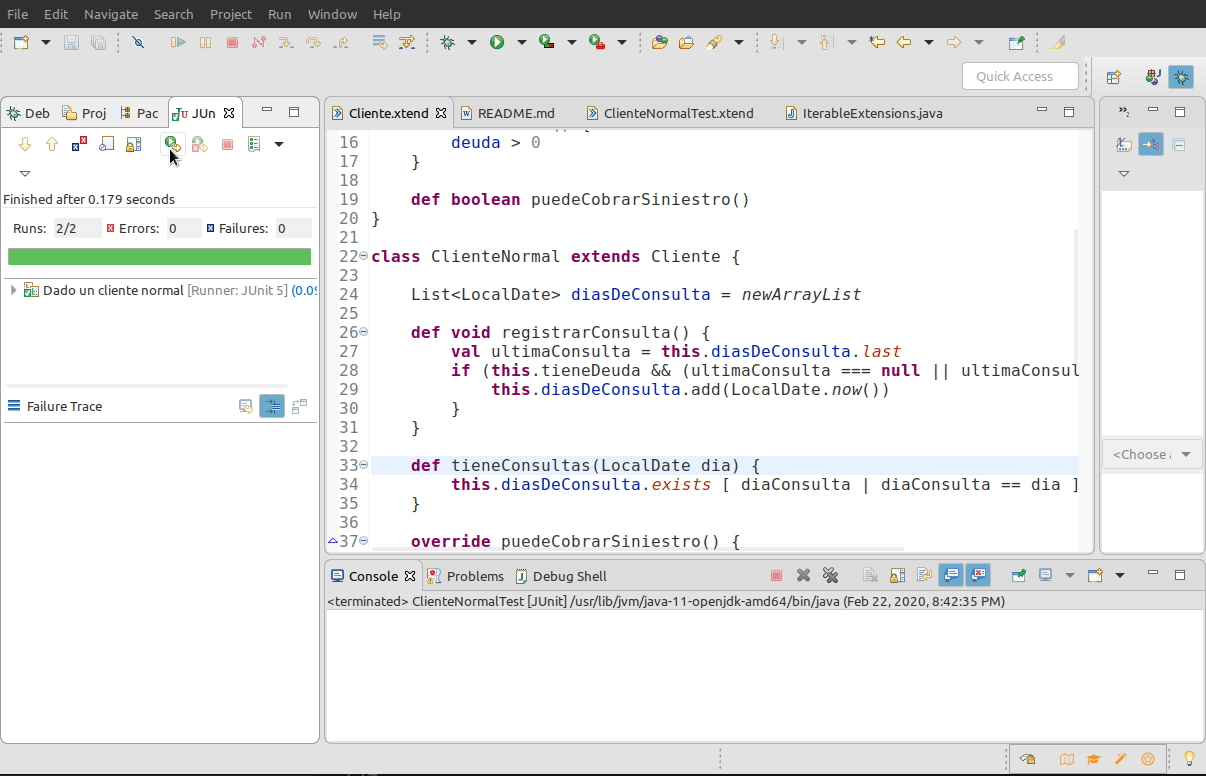 File Edit Navigate Search Project Run Window Help
Quick Access
Deb Proj Pac JUn
Finished after 0.179 seconds
Runs: 2/2 Errors: 0 Failures: 0
Dado un cliente normal [Runner: JUnit 5]
Failure Trace
Cliente.xtend README.md ClienteNormalTest.xtend IterableExtensions.java
16 deuda > 0
17 }
18
19 def boolean puedeCobrarSiniestro()
20 }
21
22 class ClienteNormal extends Cliente {
23
24 List<LocalDate> diasDeConsulta = newArrayList
25
26 def void registrarConsulta() {
27 val ultimaConsulta = this.diasDeConsulta.last
28 if (this.tieneDeuda && (ultimaConsulta === null || ultimaConsul
29 this.diasDeConsulta.add(LocalDate.now())
30 }
31 }
32
33 def tieneConsultas(LocalDate dia) {
34 this.diasDeConsulta.exists [ diaConsulta | diaConsulta == dia ]
35 }
36
37 override puedeCobrarSiniestro() {
<Choose
Console Problems Debug Shell
<terminated> ClienteNormalTest [JUnit] /usr/lib/jvm/java-11-openjdk-amd64/bin/java (Feb 22, 2020, 8:42:35 PM)